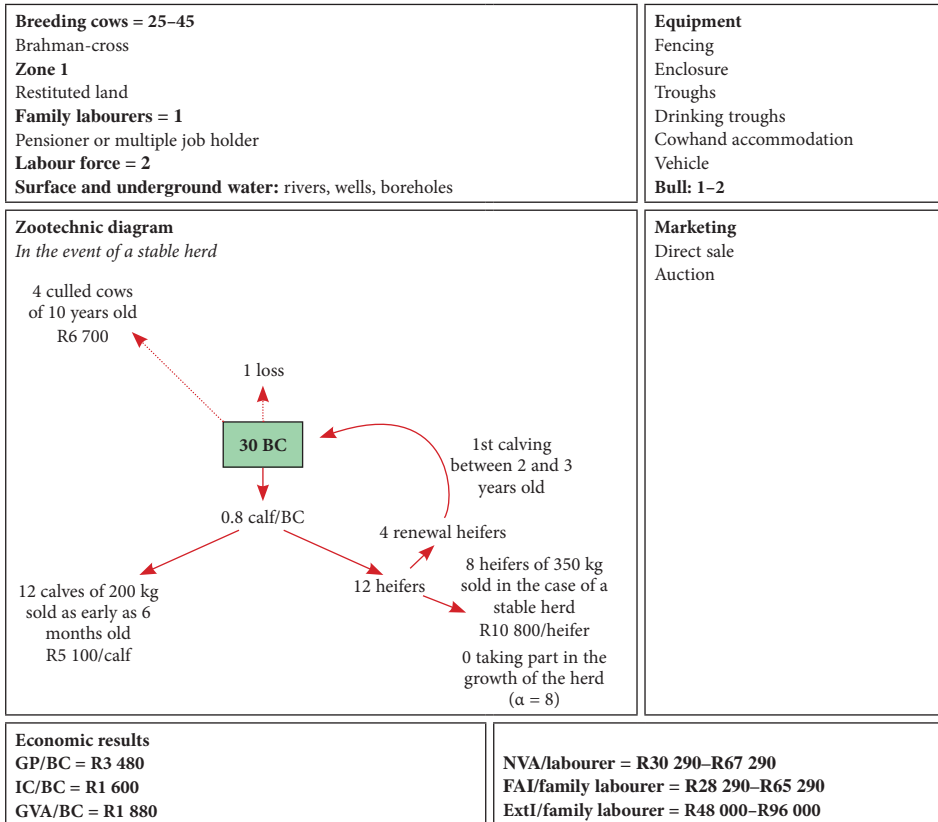 Breeding cows = 25–45
Brahman-cross
Zone 1
Restituted land
Family labourers = 1
Pensioner or multiple job holder
Labour force = 2
Surface and underground water: rivers, wells, boreholes
Equipment
Fencing
Enclosure
Troughs
Drinking troughs
Cowhand accommodation
Vehicle
Bull: 1–2
Zootechnic diagram
In the event of a stable herd
4 culled cows
of 10 years old
R6 700
1 loss
30 BC
1st calving
between 2 and 3
years old
0.8 calf/BC
4 renewal heifers
12 calves of 200 kg
sold as early as 6
months old
R5 100/calf
12 heifers
8 heifers of 350 kg
sold in the case of a
stable herd
R10 800/heifer
0 taking part in the
growth of the herd
(α = 8)
Marketing
Direct sale
Auction
Economic results
GP/BC = R3 480
IC/BC = R1 600
GVA/BC = R1 880
NVA/labourer = R30 290–R67 290
FAI/family labourer = R28 290–R65 290
ExtI/family labourer = R48 000–R96 000